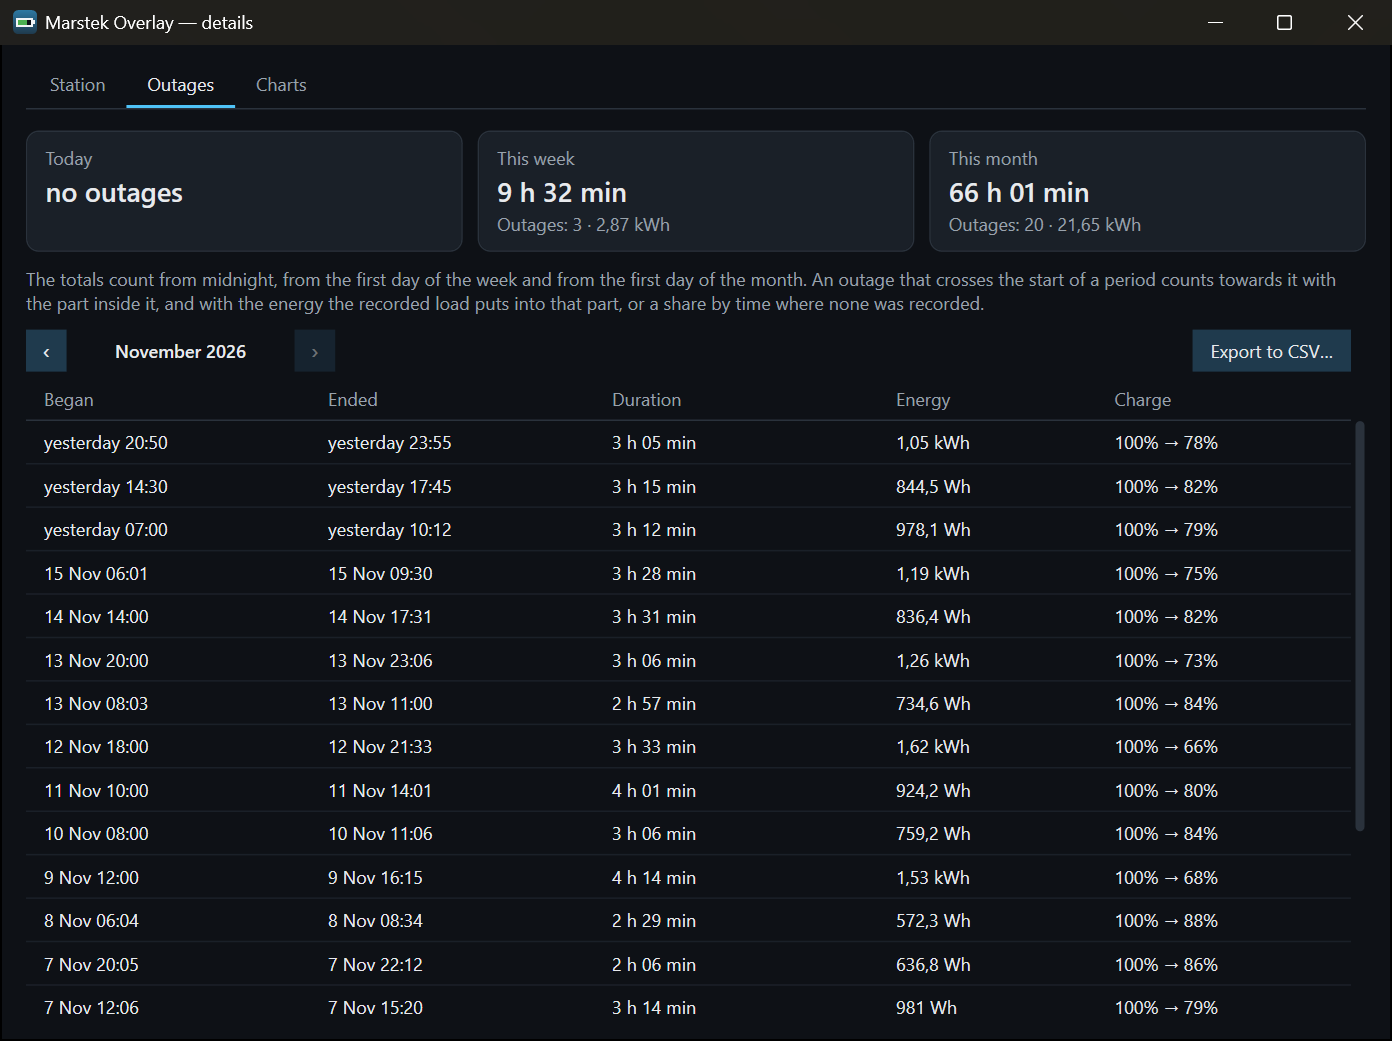 Marstek Overlay — details
Station
Outages
Charts
Today
no outages
This week
9 h 32 min
Outages: 3 · 2,87 kWh
This month
66 h 01 min
Outages: 20 · 21,65 kWh
The totals count from midnight, from the first day of the week and from the first day of the month. An outage that crosses the start of a period counts towards it with
the part inside it, and with the energy the recorded load puts into that part, or a share by time where none was recorded.
‹ November 2026 › Export to CSV...
Began Ended Duration Energy Charge
yesterday 20:50 yesterday 23:55 3 h 05 min 1,05 kWh 100% → 78%
yesterday 14:30 yesterday 17:45 3 h 15 min 844,5 Wh 100% → 82%
yesterday 07:00 yesterday 10:12 3 h 12 min 978,1 Wh 100% → 79%
15 Nov 06:01 15 Nov 09:30 3 h 28 min 1,19 kWh 100% → 75%
14 Nov 14:00 14 Nov 17:31 3 h 31 min 836,4 Wh 100% → 82%
13 Nov 20:00 13 Nov 23:06 3 h 06 min 1,26 kWh 100% → 73%
13 Nov 08:03 13 Nov 11:00 2 h 57 min 734,6 Wh 100% → 84%
12 Nov 18:00 12 Nov 21:33 3 h 33 min 1,62 kWh 100% → 66%
11 Nov 10:00 11 Nov 14:01 4 h 01 min 924,2 Wh 100% → 80%
10 Nov 08:00 10 Nov 11:06 3 h 06 min 759,2 Wh 100% → 84%
9 Nov 12:00 9 Nov 16:15 4 h 14 min 1,53 kWh 100% → 68%
8 Nov 06:04 8 Nov 08:34 2 h 29 min 572,3 Wh 100% → 88%
7 Nov 20:05 7 Nov 22:12 2 h 06 min 636,8 Wh 100% → 86%
7 Nov 12:06 7 Nov 15:20 3 h 14 min 981 Wh 100% → 79%